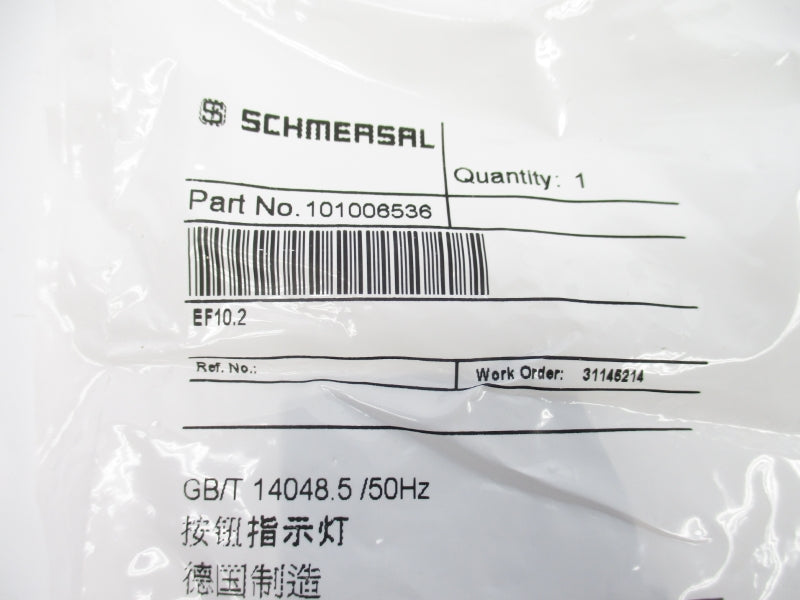 SCHMERSAL
Quantity: 1
Part No. 101006536
EF10.2
Ref. No.:
Work Order: 31145214
GB/T 14048.5 /50Hz
按钮指示灯
德国制造